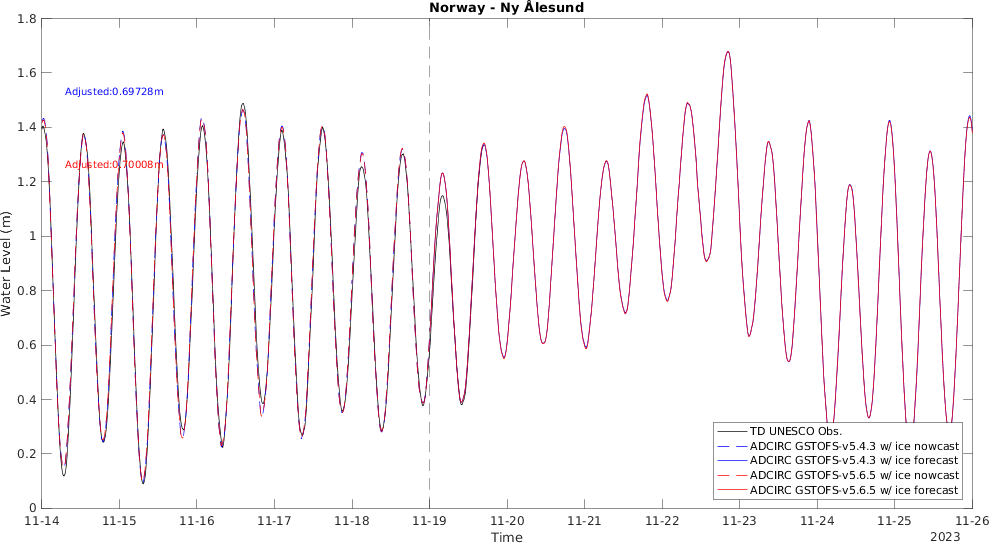 Norway - Ny Ålesund
1.8
1.6
1.4
1.2
1
0.8
0.6
0.4
0.2
0
Water Level (m)
Adjusted:0.69728m
Adjusted:0.70008m
TD UNESCO Obs.
ADCIRC GSTOFS-v5.4.3 w/ ice nowcast
ADCIRC GSTOFS-v5.4.3 w/ ice forecast
ADCIRC GSTOFS-v5.6.5 w/ ice nowcast
ADCIRC GSTOFS-v5.6.5 w/ ice forecast
11-14 11-15 11-16 11-17 11-18 11-19 11-20 11-21 11-22 11-23 11-24 11-25 11-26
Time
2023